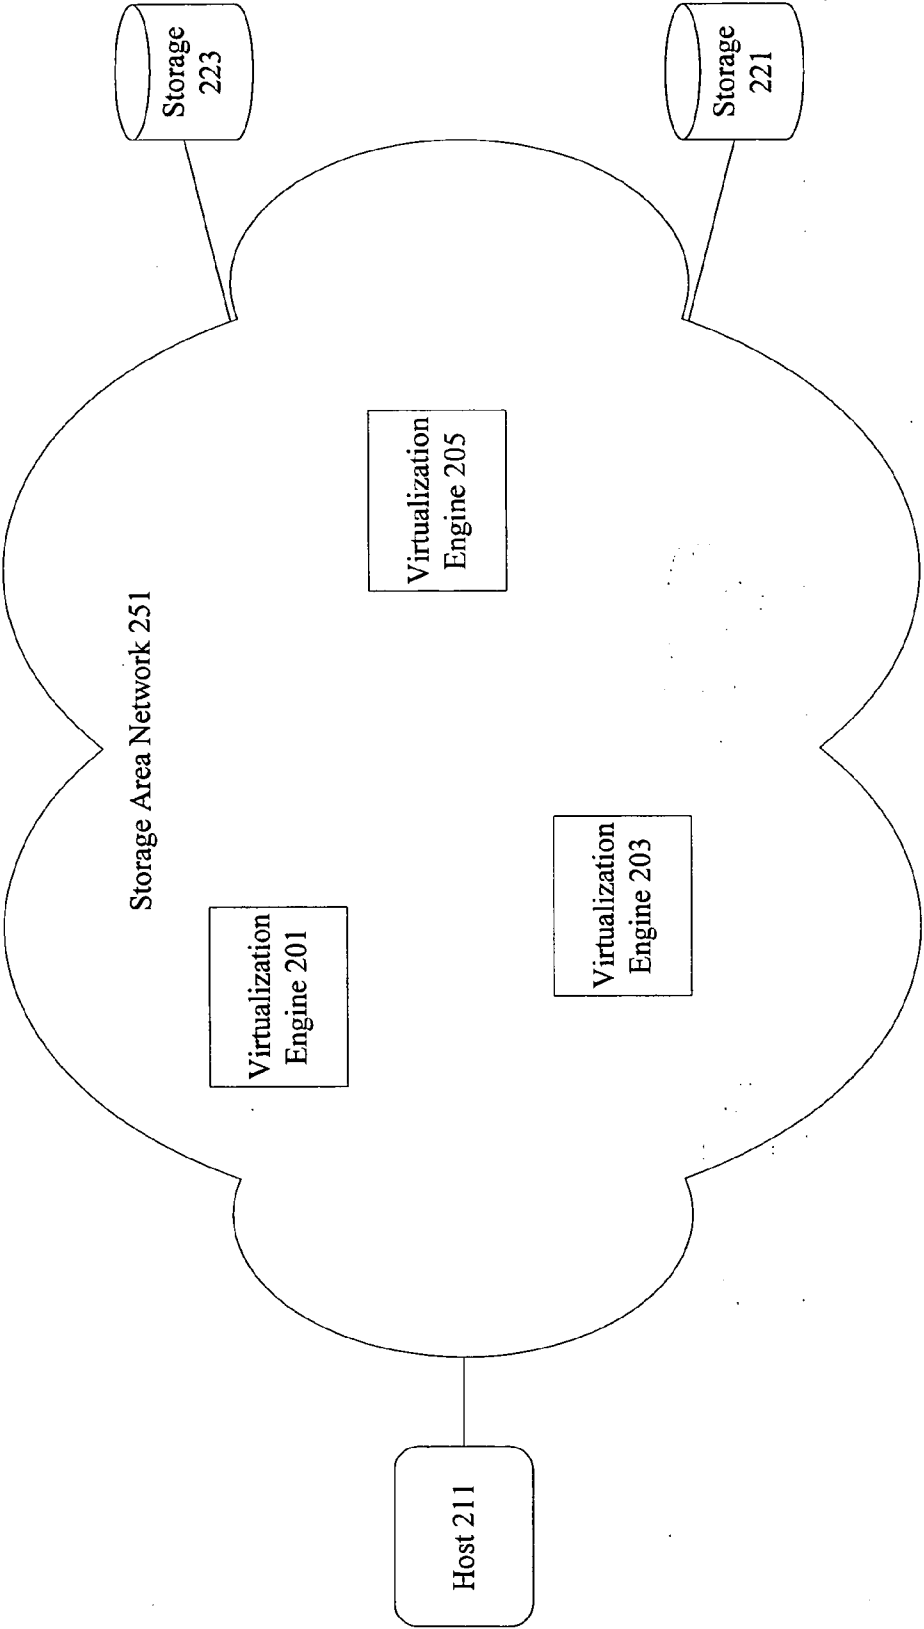 Storage Area Network 251
Storage
223
Virtualization
Engine 201
Virtualization
Engine 205
Host 211
Virtualization
Engine 203
Storage
221